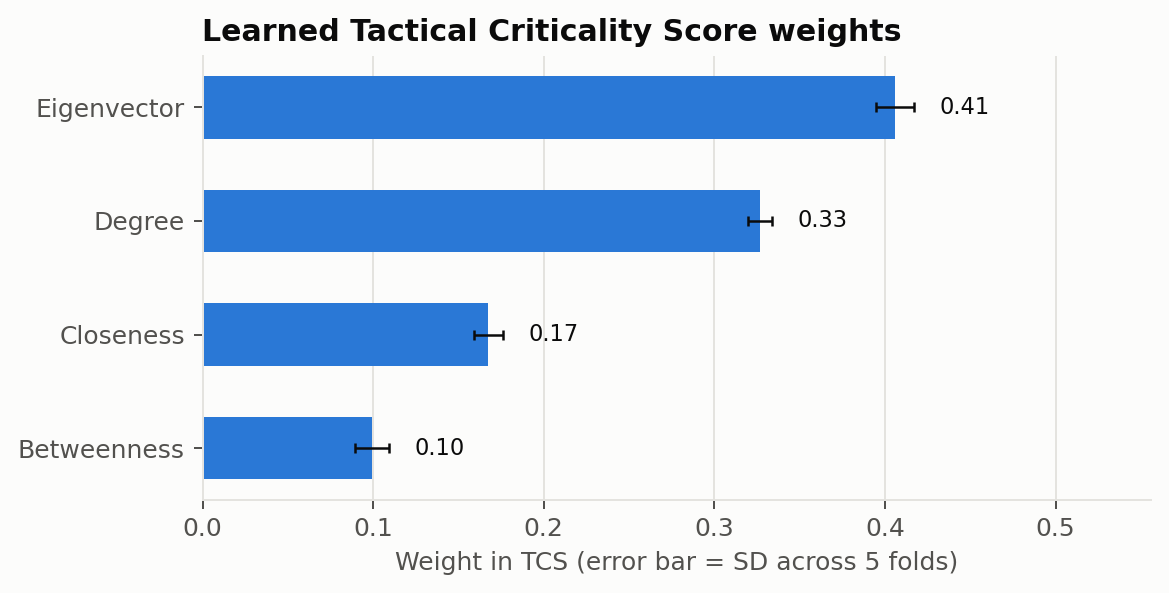 Learned Tactical Criticality Score weights
Eigenvector
0.41
Degree
0.33
Closeness
0.17
Betweenness
0.10
0.0 0.1 0.2 0.3 0.4 0.5
Weight in TCS (error bar = SD across 5 folds)